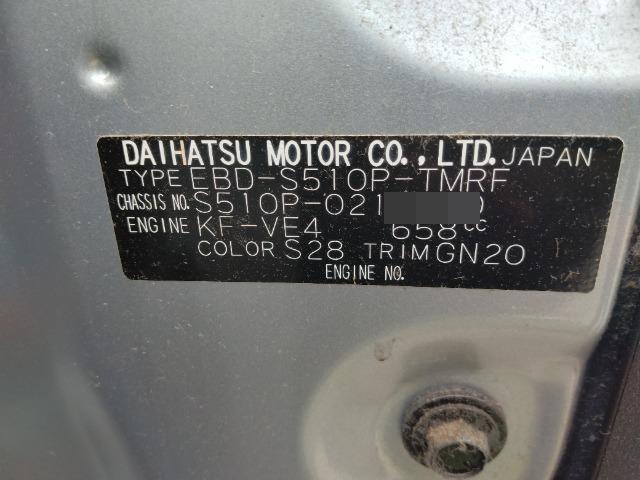 DAIHATSU MOTOR CO., LTD. JAPAN
TYPE EBD-S510P-TMRF
CHASSIS NO. S510P-021
ENGINE KF-VE4 658cc
COLOR S28 TRIM GN20
ENGINE NO.